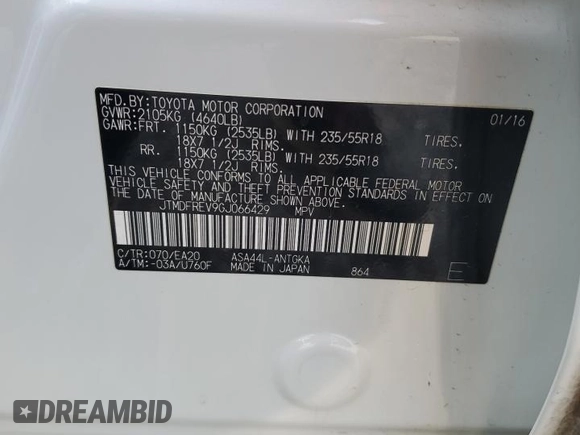 MFD.BY:TOYOTA MOTOR CORPORATION 01/16
GVWR:2105KG (4640LB)
GAWR:FRT. 1150KG (2535LB) WITH 235/55R18 TIRES.
18X7 1/2J RIMS.
RR. 1150KG (2535LB) WITH 235/55R18 TIRES.
18X7 1/2J RIMS.
THIS VEHICLE CONFORMS TO ALL APPLICABLE FEDERAL MOTOR
VEHICLE SAFETY AND THEFT PREVENTION STANDARDS IN EFFECT ON
THE DATE OF MANUFACTURE SHOWN ABOVE.
JTMDFREV9GJ066429 MPV
C/TR:070/EA20 ASA44L-ANTGKA
A/TM:-03A/U760F MADE IN JAPAN 864 E
DREAMBID